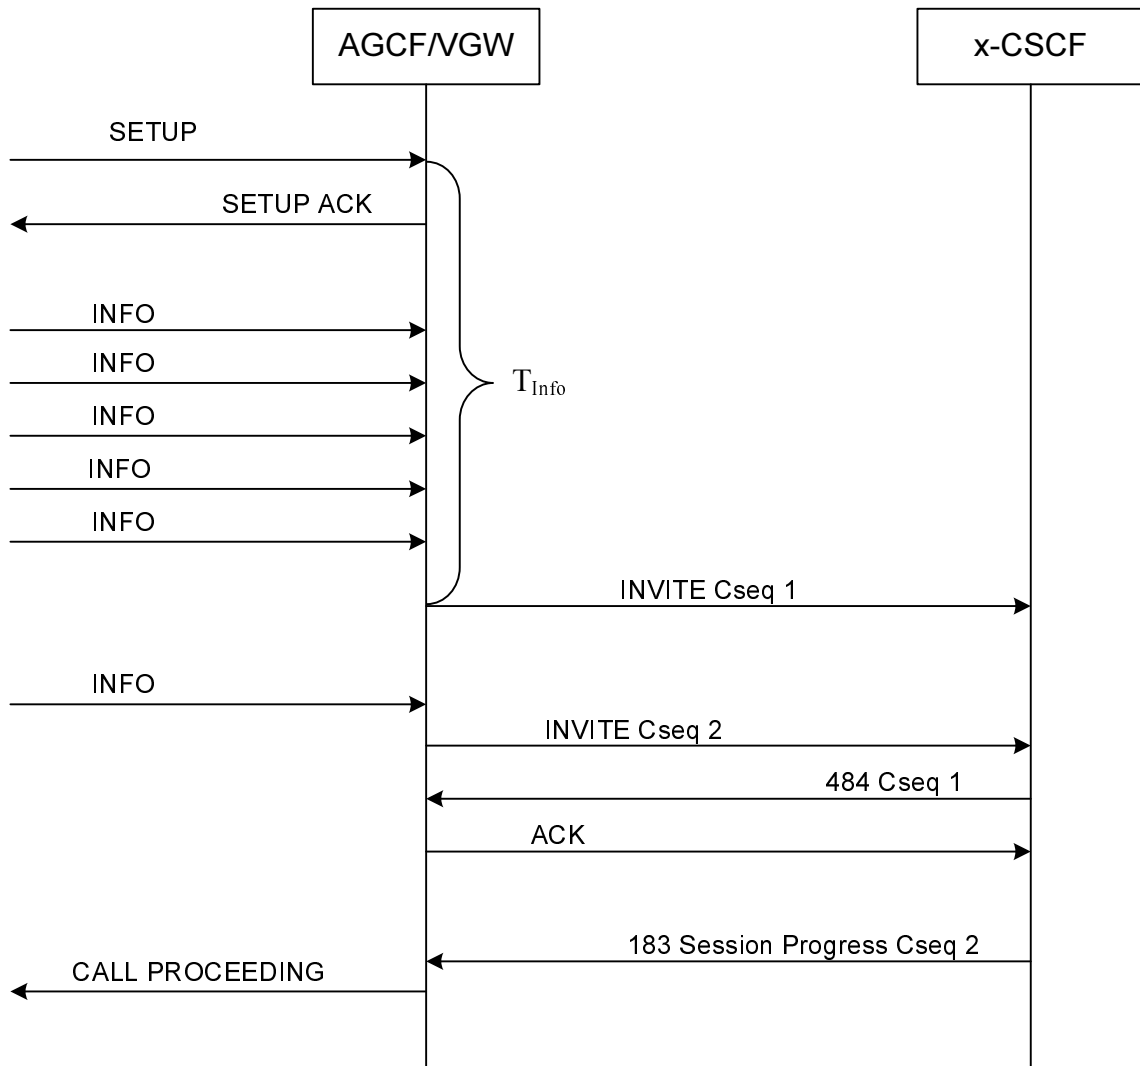 AGCF/VGW
x-CSCF
SETUP
SETUP ACK
INFO
INFO
T Info
INFO
INFO
INFO
INVITE Cseq 1
INFO
INVITE Cseq 2
484 Cseq 1
ACK
183 Session Progress Cseq 2
CALL PROCEEDING